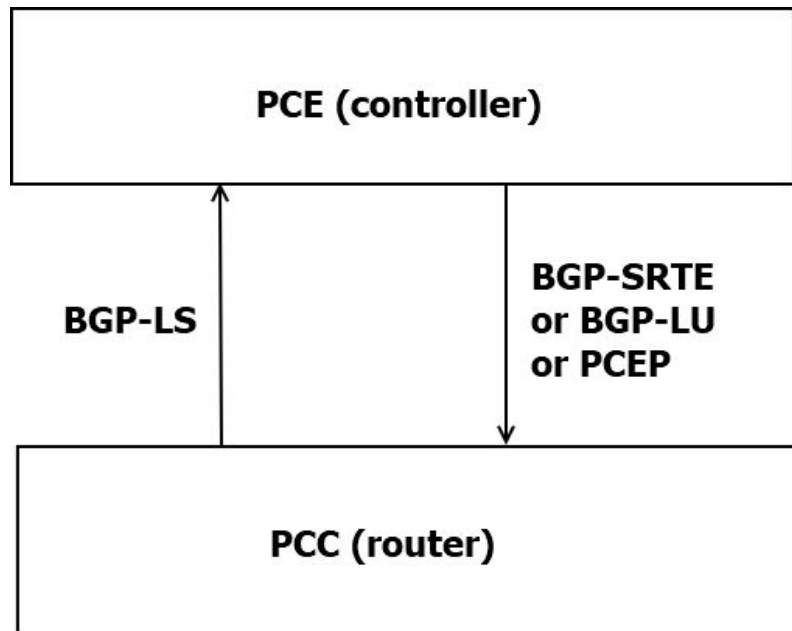 PCE (controller)
BGP-LS
BGP-SRTE
or BGP-LU
or PCEP
PCC (router)